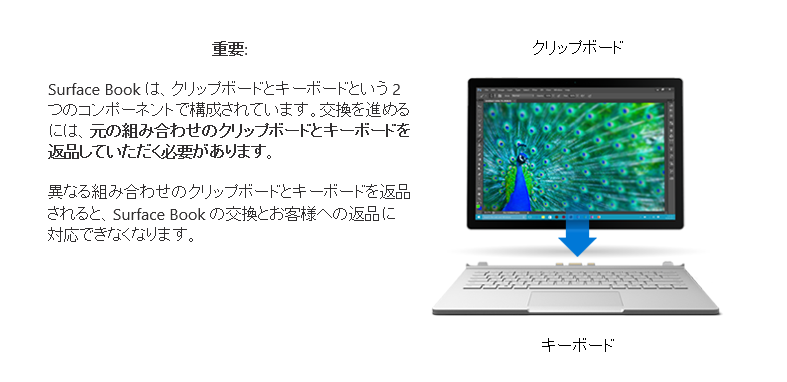 重要:
Surface Book は、クリップボードとキーボードという 2
つのコンポーネントで構成されています。交換を進める
には、元の組み合わせのクリップボードとキーボードを
返品していただく必要があります。
異なる組み合わせのクリップボードとキーボードを返品
されると、Surface Book の交換とお客様への返品に
対応できなくなります。
クリップボード
キーボード